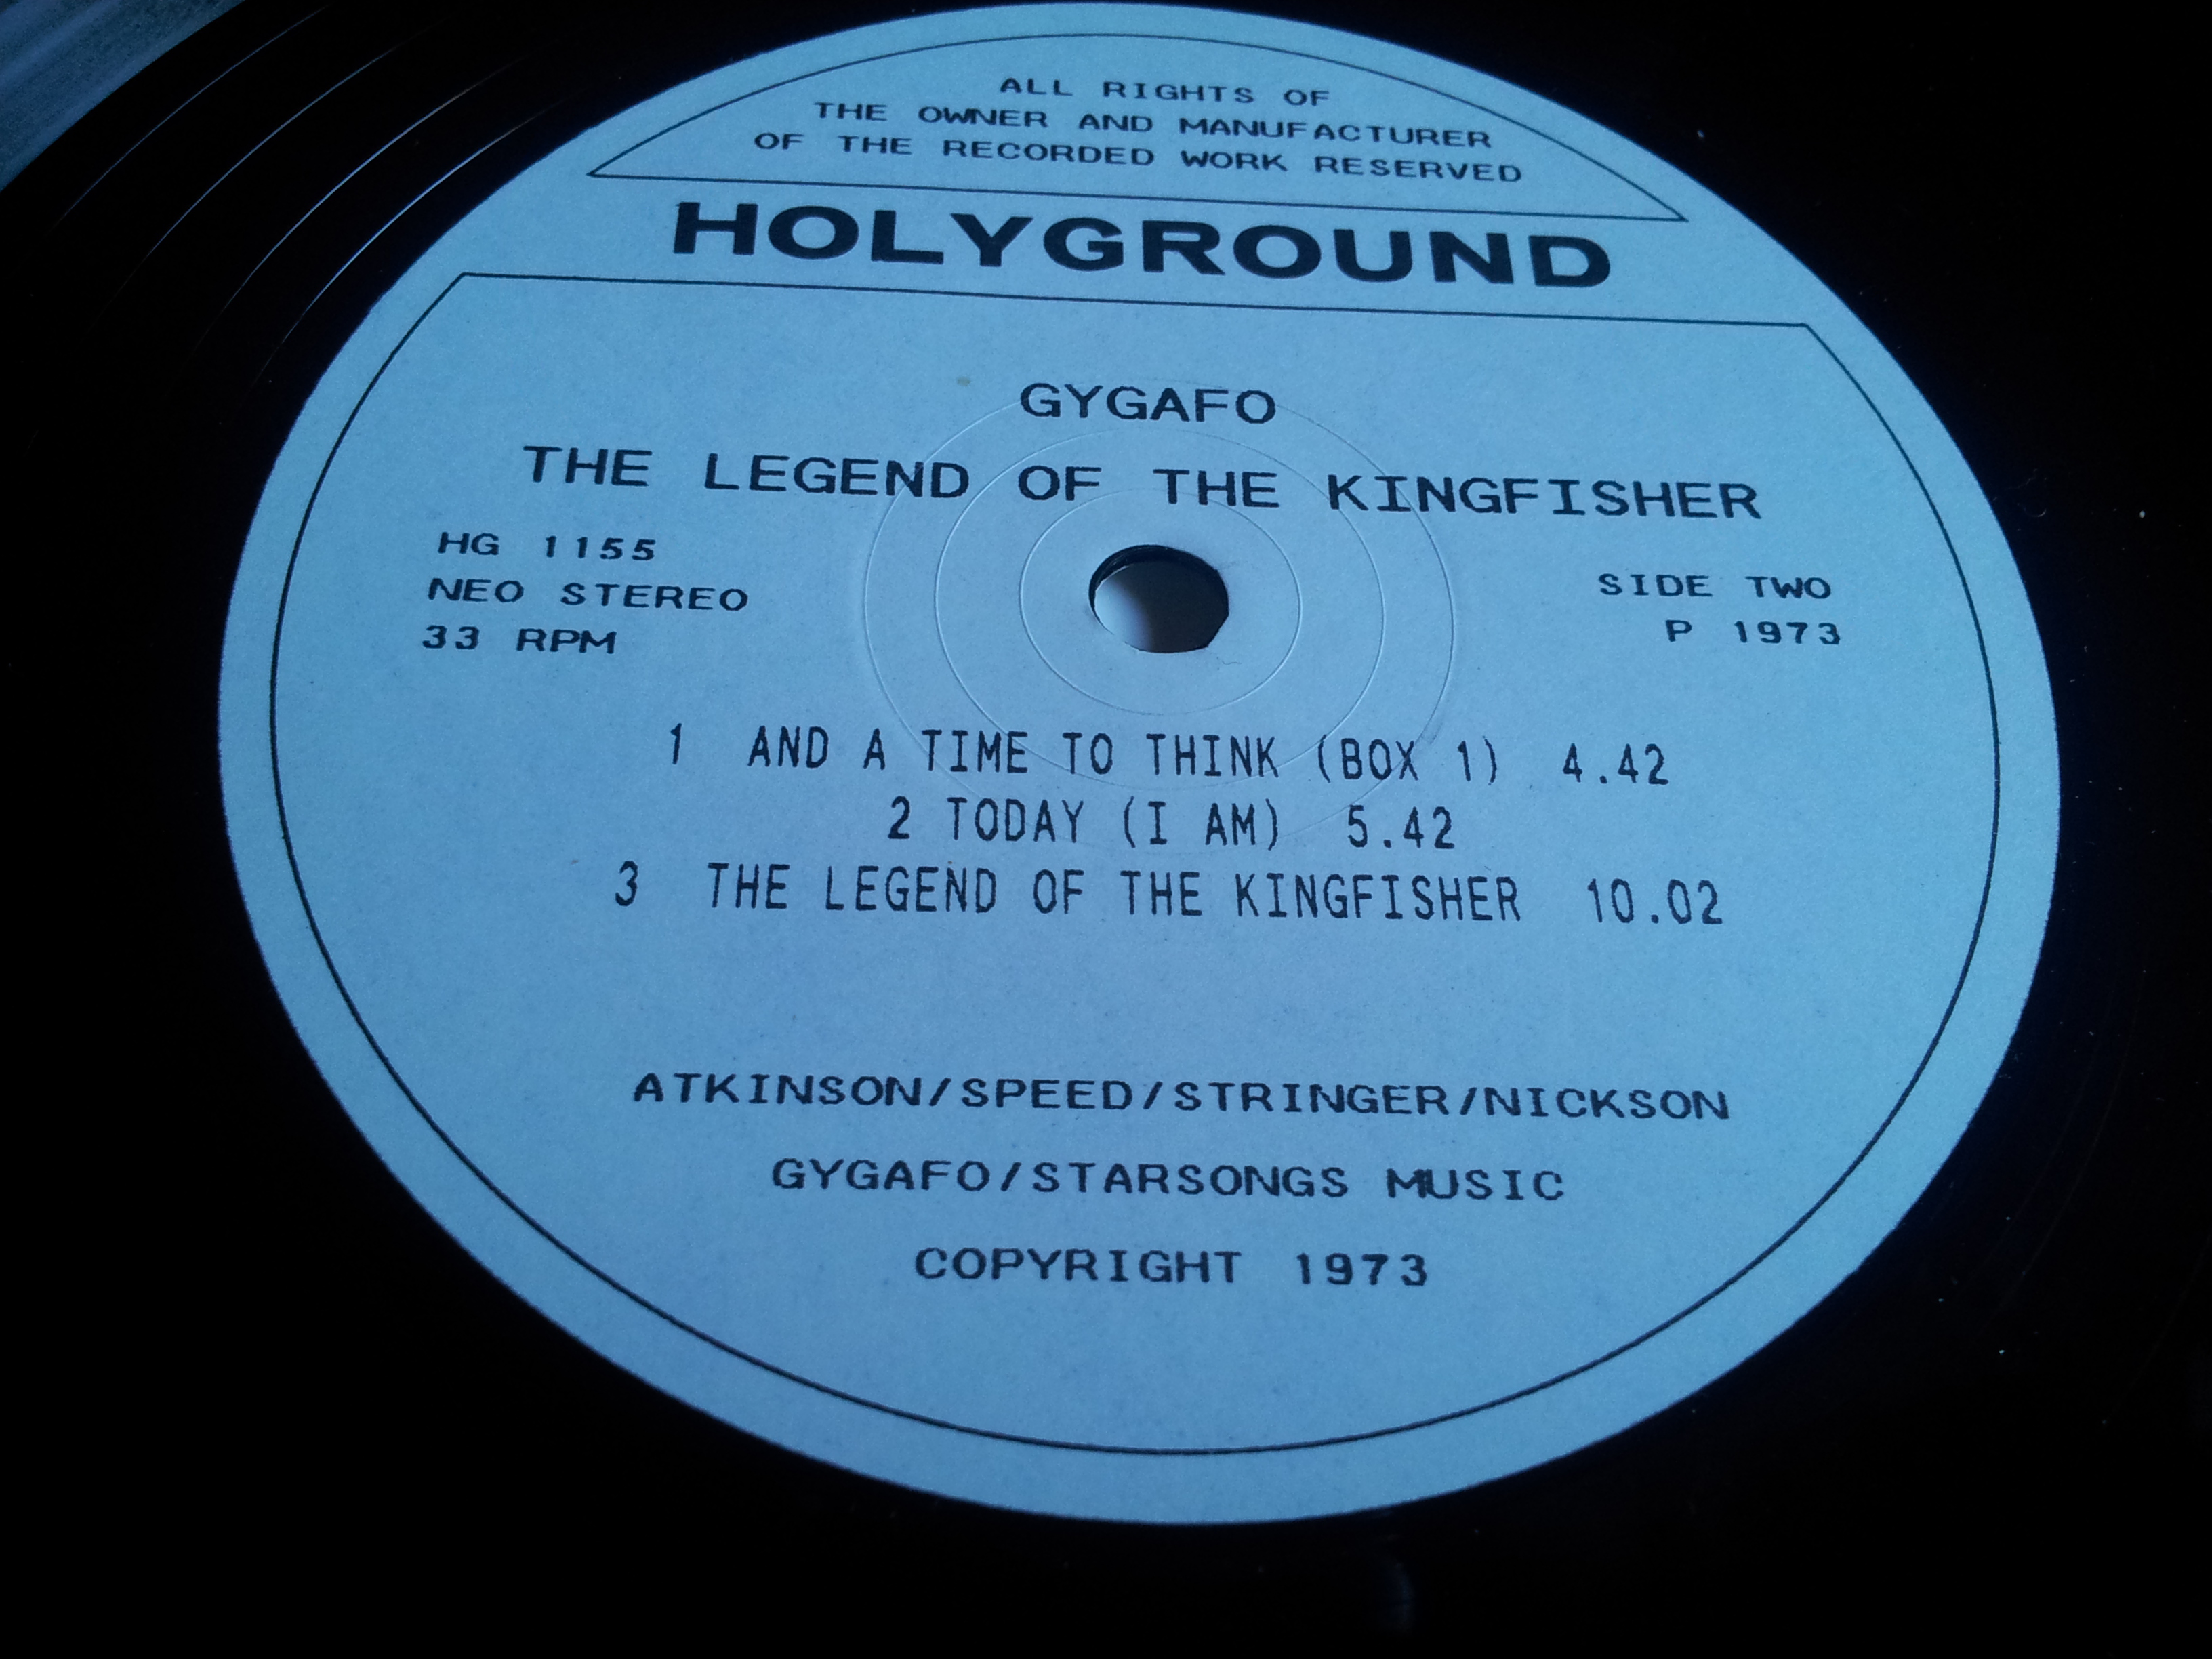 ALL RIGHTS OF
THE OWNER AND MANUFACTURER
OF THE RECORDED WORK RESERVED
HOLYGROUND
GYGAFO
THE LEGEND OF THE KINGFISHER
HG 1155
NEO STEREO
33 RPM
SIDE TWO
P 1973
1 AND A TIME TO THINK (BOX 1) 4.42
2 TODAY (I AM) 5.42
3 THE LEGEND OF THE KINGFISHER 10.02
ATKINSON/SPEED/STRINGER/NICKSON
GYGAFO/STARSONGS MUSIC
COPYRIGHT 1973